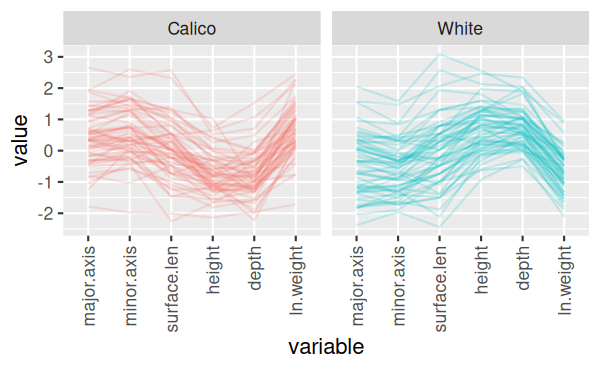 Calico White
value
3
2
1
0
-1
-2
major.axis minor.axis surface.len height depth ln.weight major.axis minor.axis surface.len height depth ln.weight
variable